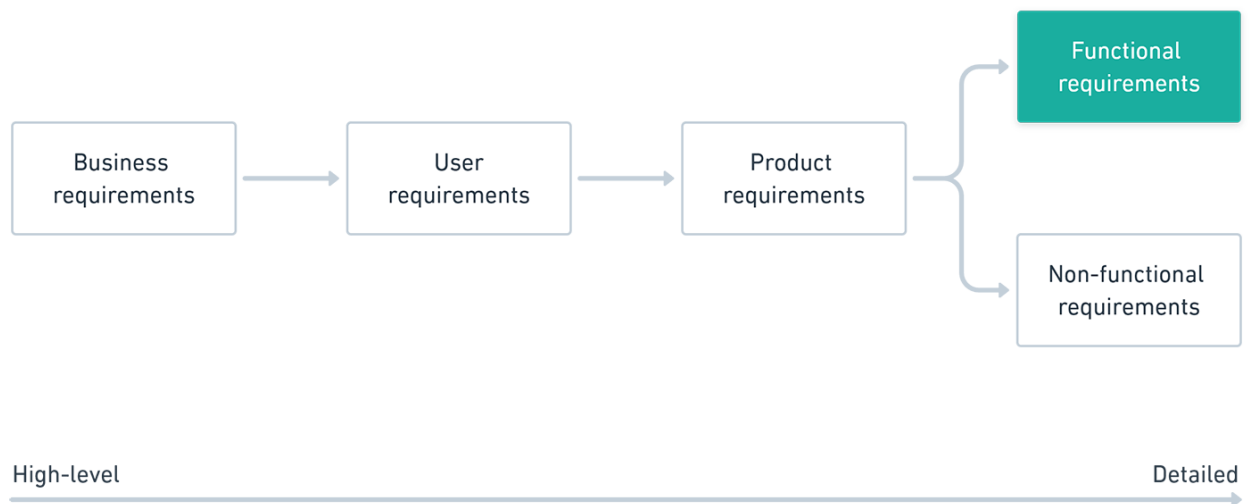 Functional
requirements
Business
requirements
User
requirements
Product
requirements
Non-functional
requirements
High-level
Detailed